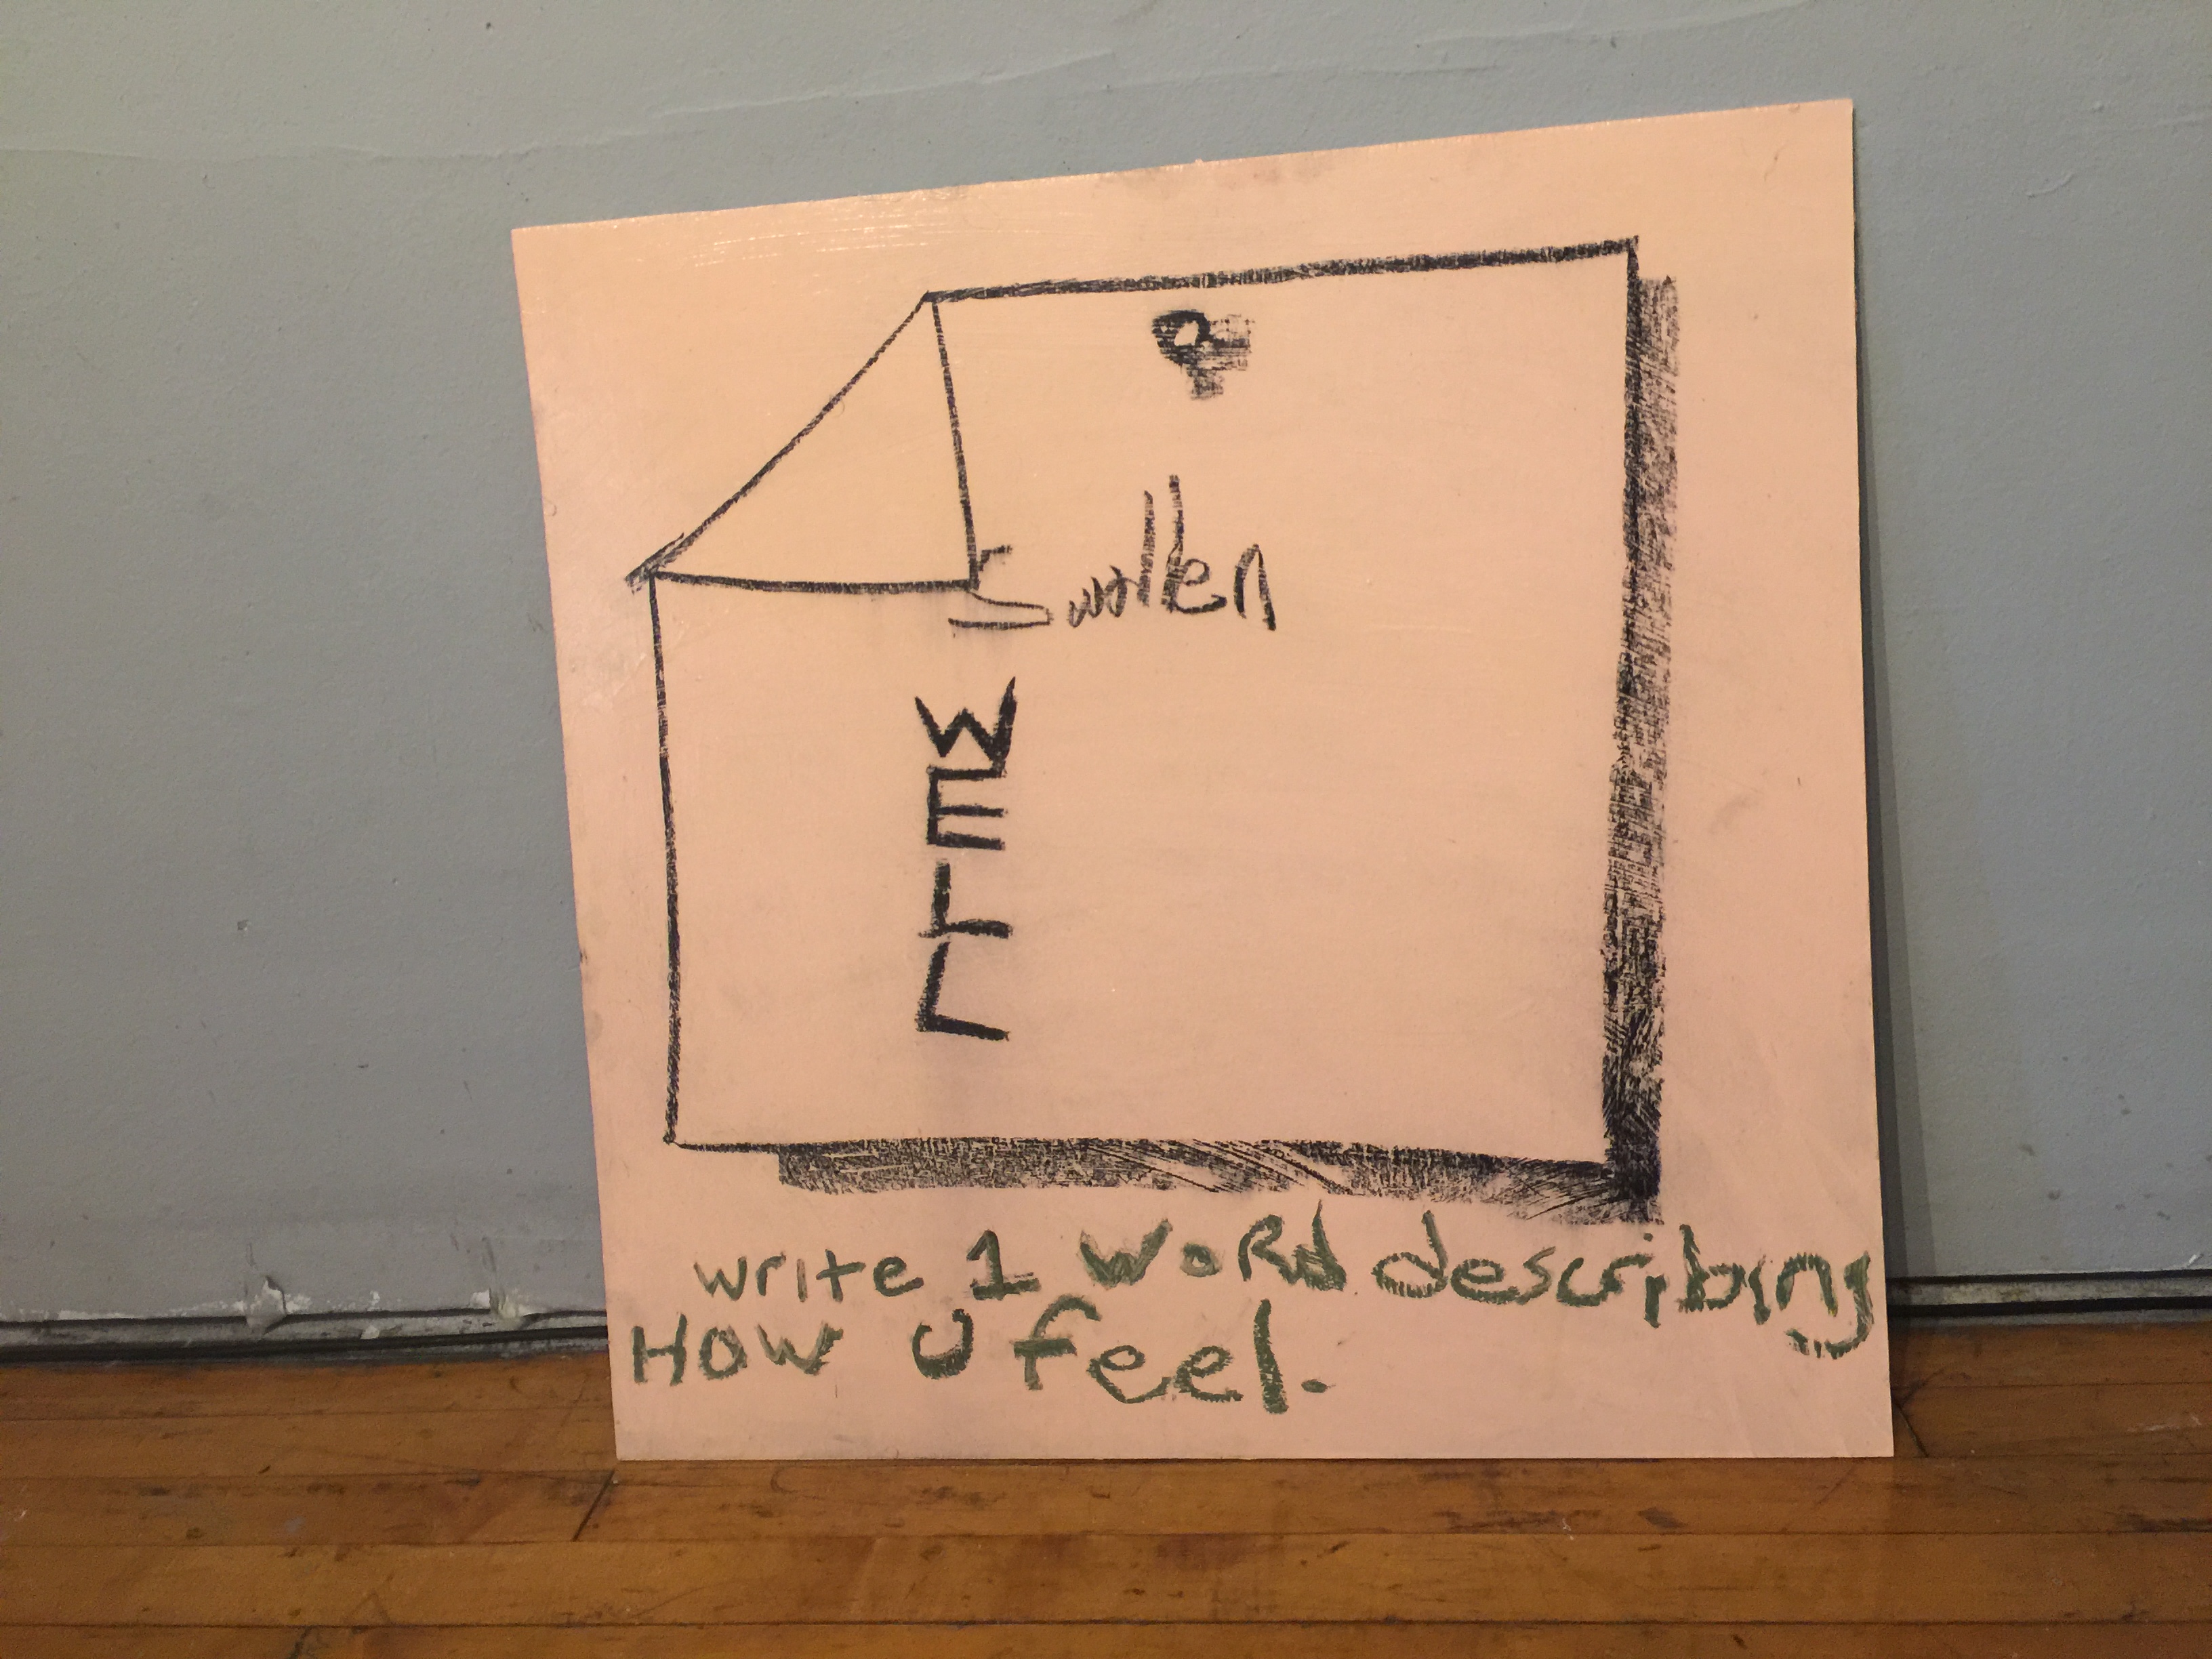 Swollen
WELL
write 1 WoRd describing
HOW U feel.